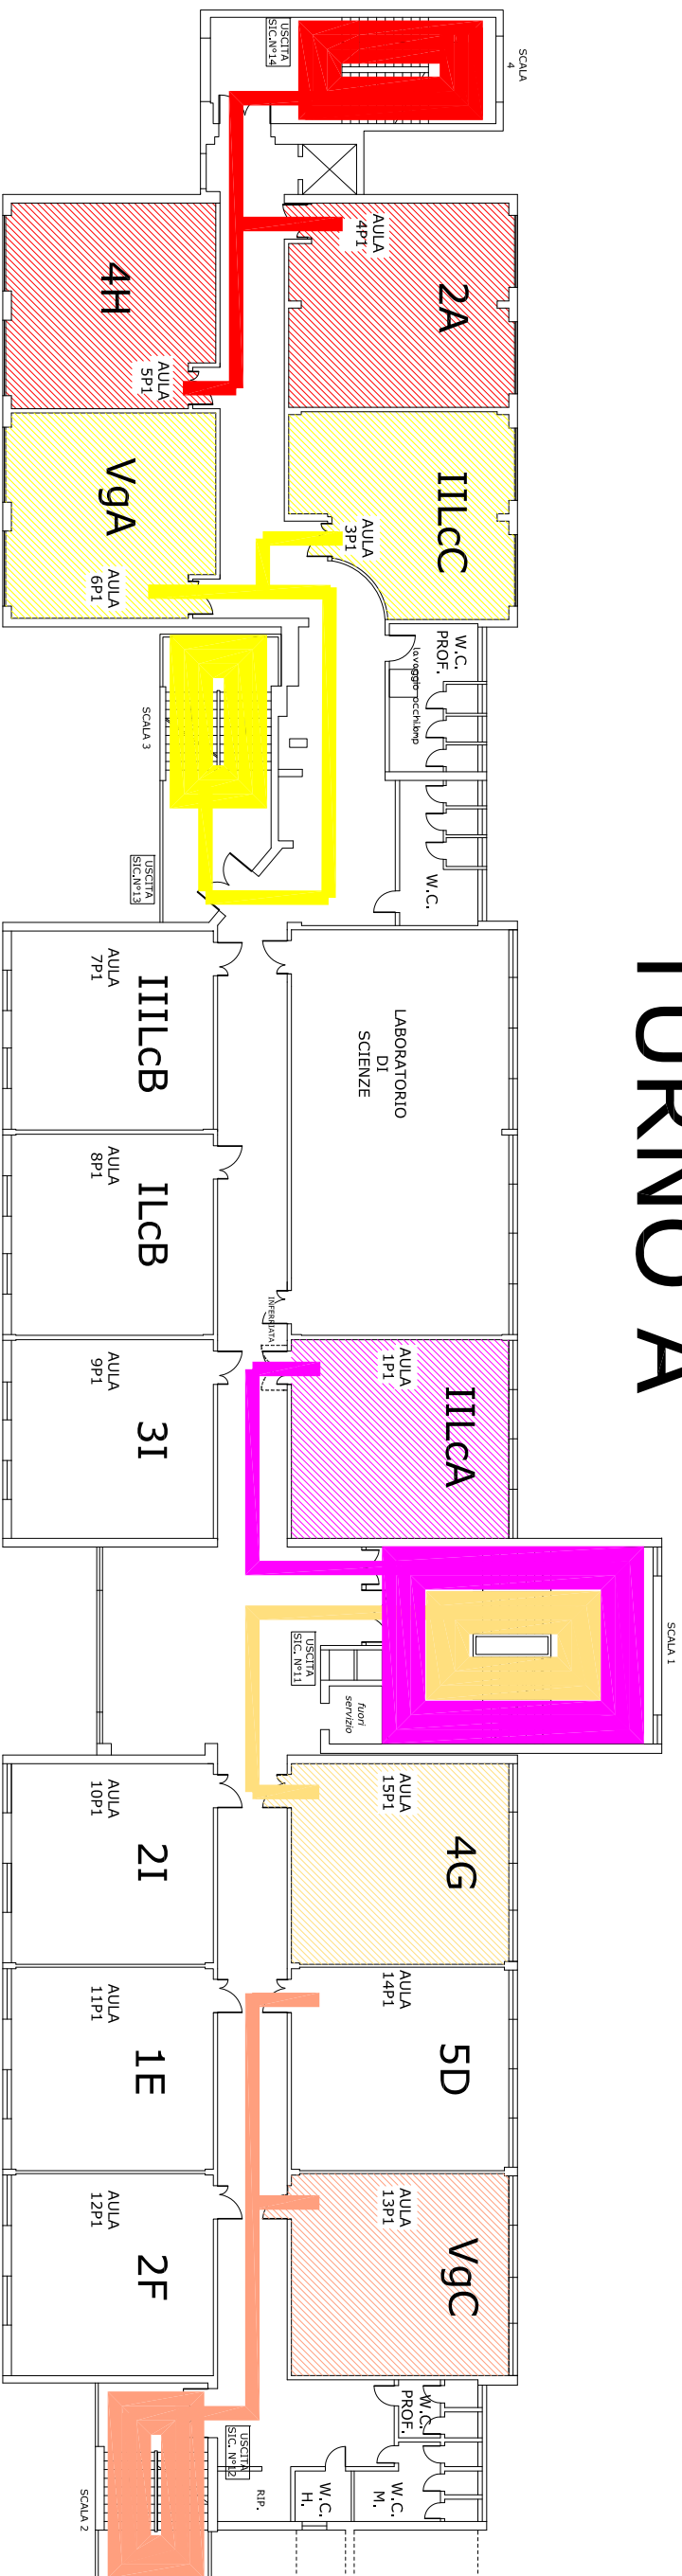 TURNO A
SCALA
4
USCITA
SIC.N°14
AULA
4P1
2A
4H
AULA
5P1
VgA
AULA
6P1
IILcC
AULA
3P1
W.C.
PROF.
lavaggio occhi
SCALA 3
USCITA
SIC.N°13
W.C.
IIILcB
AULA
7P1
LABORATORIO
DI
SCIENZE
ILcB
AULA
8P1
INFERRIATA
3I
AULA
9P1
AULA
1P1
IILcA
SCALA 1
USCITA
SIC. N°11
fuori
servizio
2I
AULA
10P1
AULA
15P1
4G
1E
AULA
11P1
AULA
14P1
5D
2F
AULA
12P1
AULA
13P1
VgC
W.C.
PROF.
USCITA
SIC. N°12
SCALA 2
RIP.
W.C.
H.
W.C.
M.